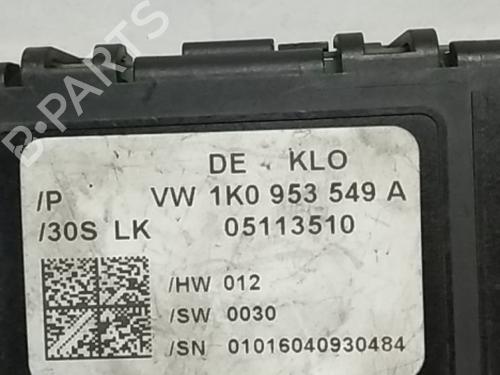 B-PARTS
DE KLO
/P VW 1K0 953 549 A
/30S LK 05113510
/HW 012
/SW 0030
/SN 01016040930484